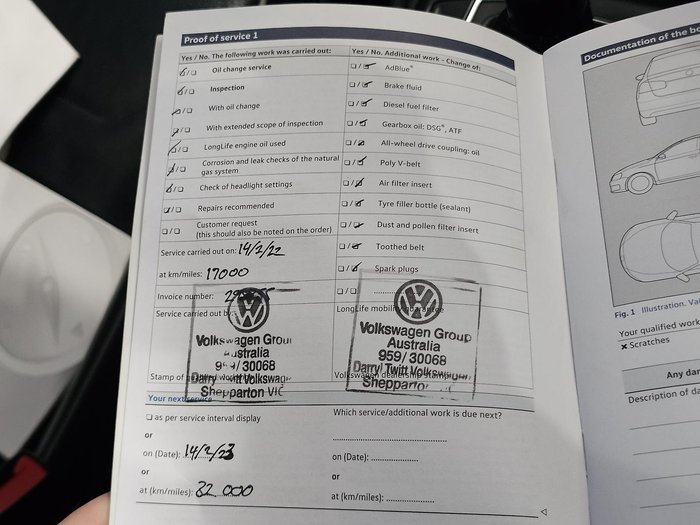 Proof of service 1
Yes / No. The following work was carried out:
Oil change service
Inspection
With oil change
With extended scope of inspection
LongLife engine oil used
Corrosion and leak checks of the natural
gas system
Check of headlight settings
Repairs recommended
Customer request
(this should also be noted on the order)
Service carried out on: 14/2/22
at km/miles: 17000
Invoice number:
Service carried out by:
Volkswagen Group
Australia
30068
Darryl Twitt Volkswagen
Shepparton VIC
Stamp of
Yes / No. Additional work – Change of:
AdBlue®
Brake fluid
Diesel fuel filter
Gearbox oil: DSG®, ATF
All-wheel drive coupling: oil
Poly V-belt
Air filter insert
Tyre filler bottle (sealant)
Dust and pollen filter insert
Toothed belt
Spark plugs
LongLife mobility guarantee
Volkswagen Group
Australia
959/30068
Darryl Twitt Volkswagen
Shepparton
Volkswagen dealership stamp
Your next service
as per service interval display
or
on (Date): 14/2/23
or
at (km/miles): 32 000
Which service/additional work is due next?
on (Date):
or
at (km/miles):
Documentation of the bo
Fig. 1 Illustration. Va
Your qualified work
× Scratches
Any dar
Description of da